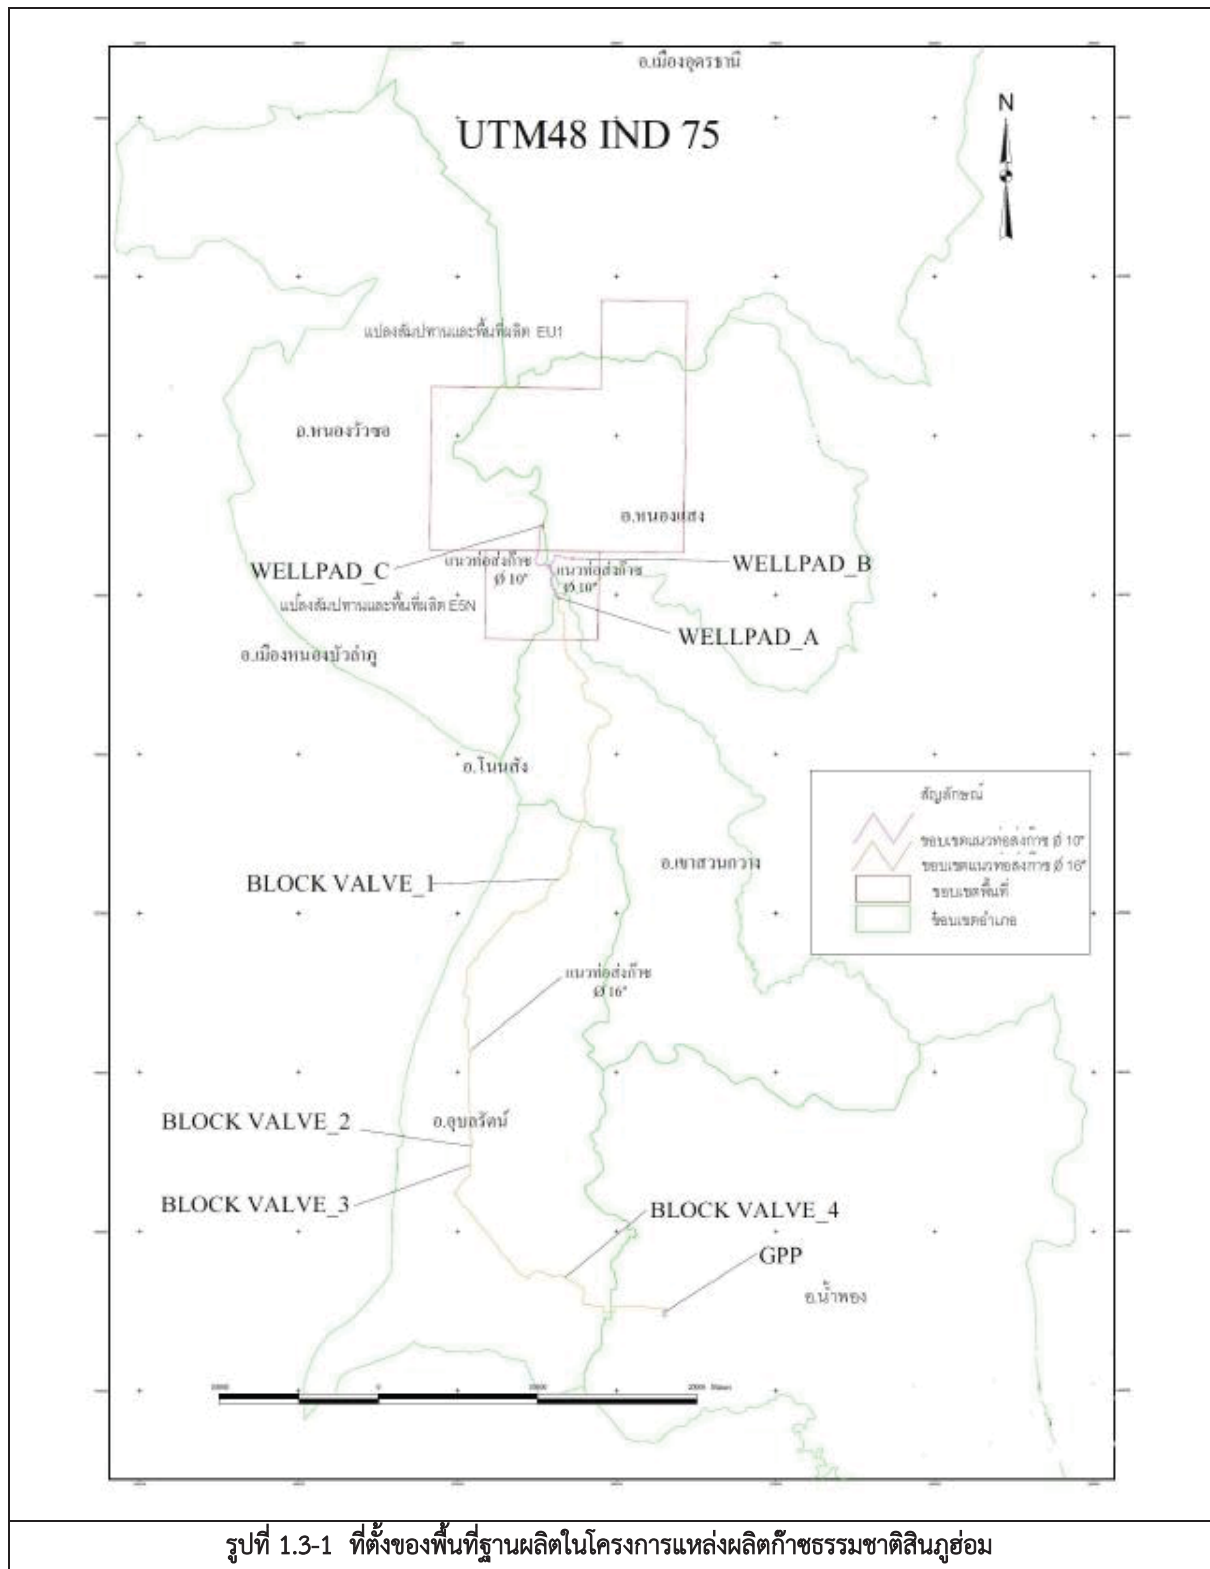 อ.เมืองอุดรธานี
UTM48 IND 75
N
แปลงสัมปทานและพื้นที่ผลิต EU1
อ.หนองวัวซอ
อ.หนองแสง
WELLPAD_C
แนวท่อส่งก๊าซ
Ø 10"
แนวท่อส่งก๊าซ
Ø 10"
WELLPAD_B
แปลงสัมปทานและพื้นที่ผลิต E5N
WELLPAD_A
อ.เมืองหนองบัวลำภู
อ.โนนสัง
สัญลักษณ์
ขอบเขตแนวท่อส่งก๊าซ Ø 10"
ขอบเขตแนวท่อส่งก๊าซ Ø 16"
ขอบเขตพื้นที่
ขอบเขตอำเภอ
อ.เขาสวนกวาง
BLOCK VALVE_1
แนวท่อส่งก๊าซ
Ø 16"
BLOCK VALVE_2
อ.อุบลรัตน์
BLOCK VALVE_3
BLOCK VALVE_4
GPP
อ.น้ำพอง
รูปที่ 1.3-1 ที่ตั้งของพื้นที่ฐานผลิตในโครงการแหล่งผลิตก๊าซธรรมชาติสินภูฮ่อม